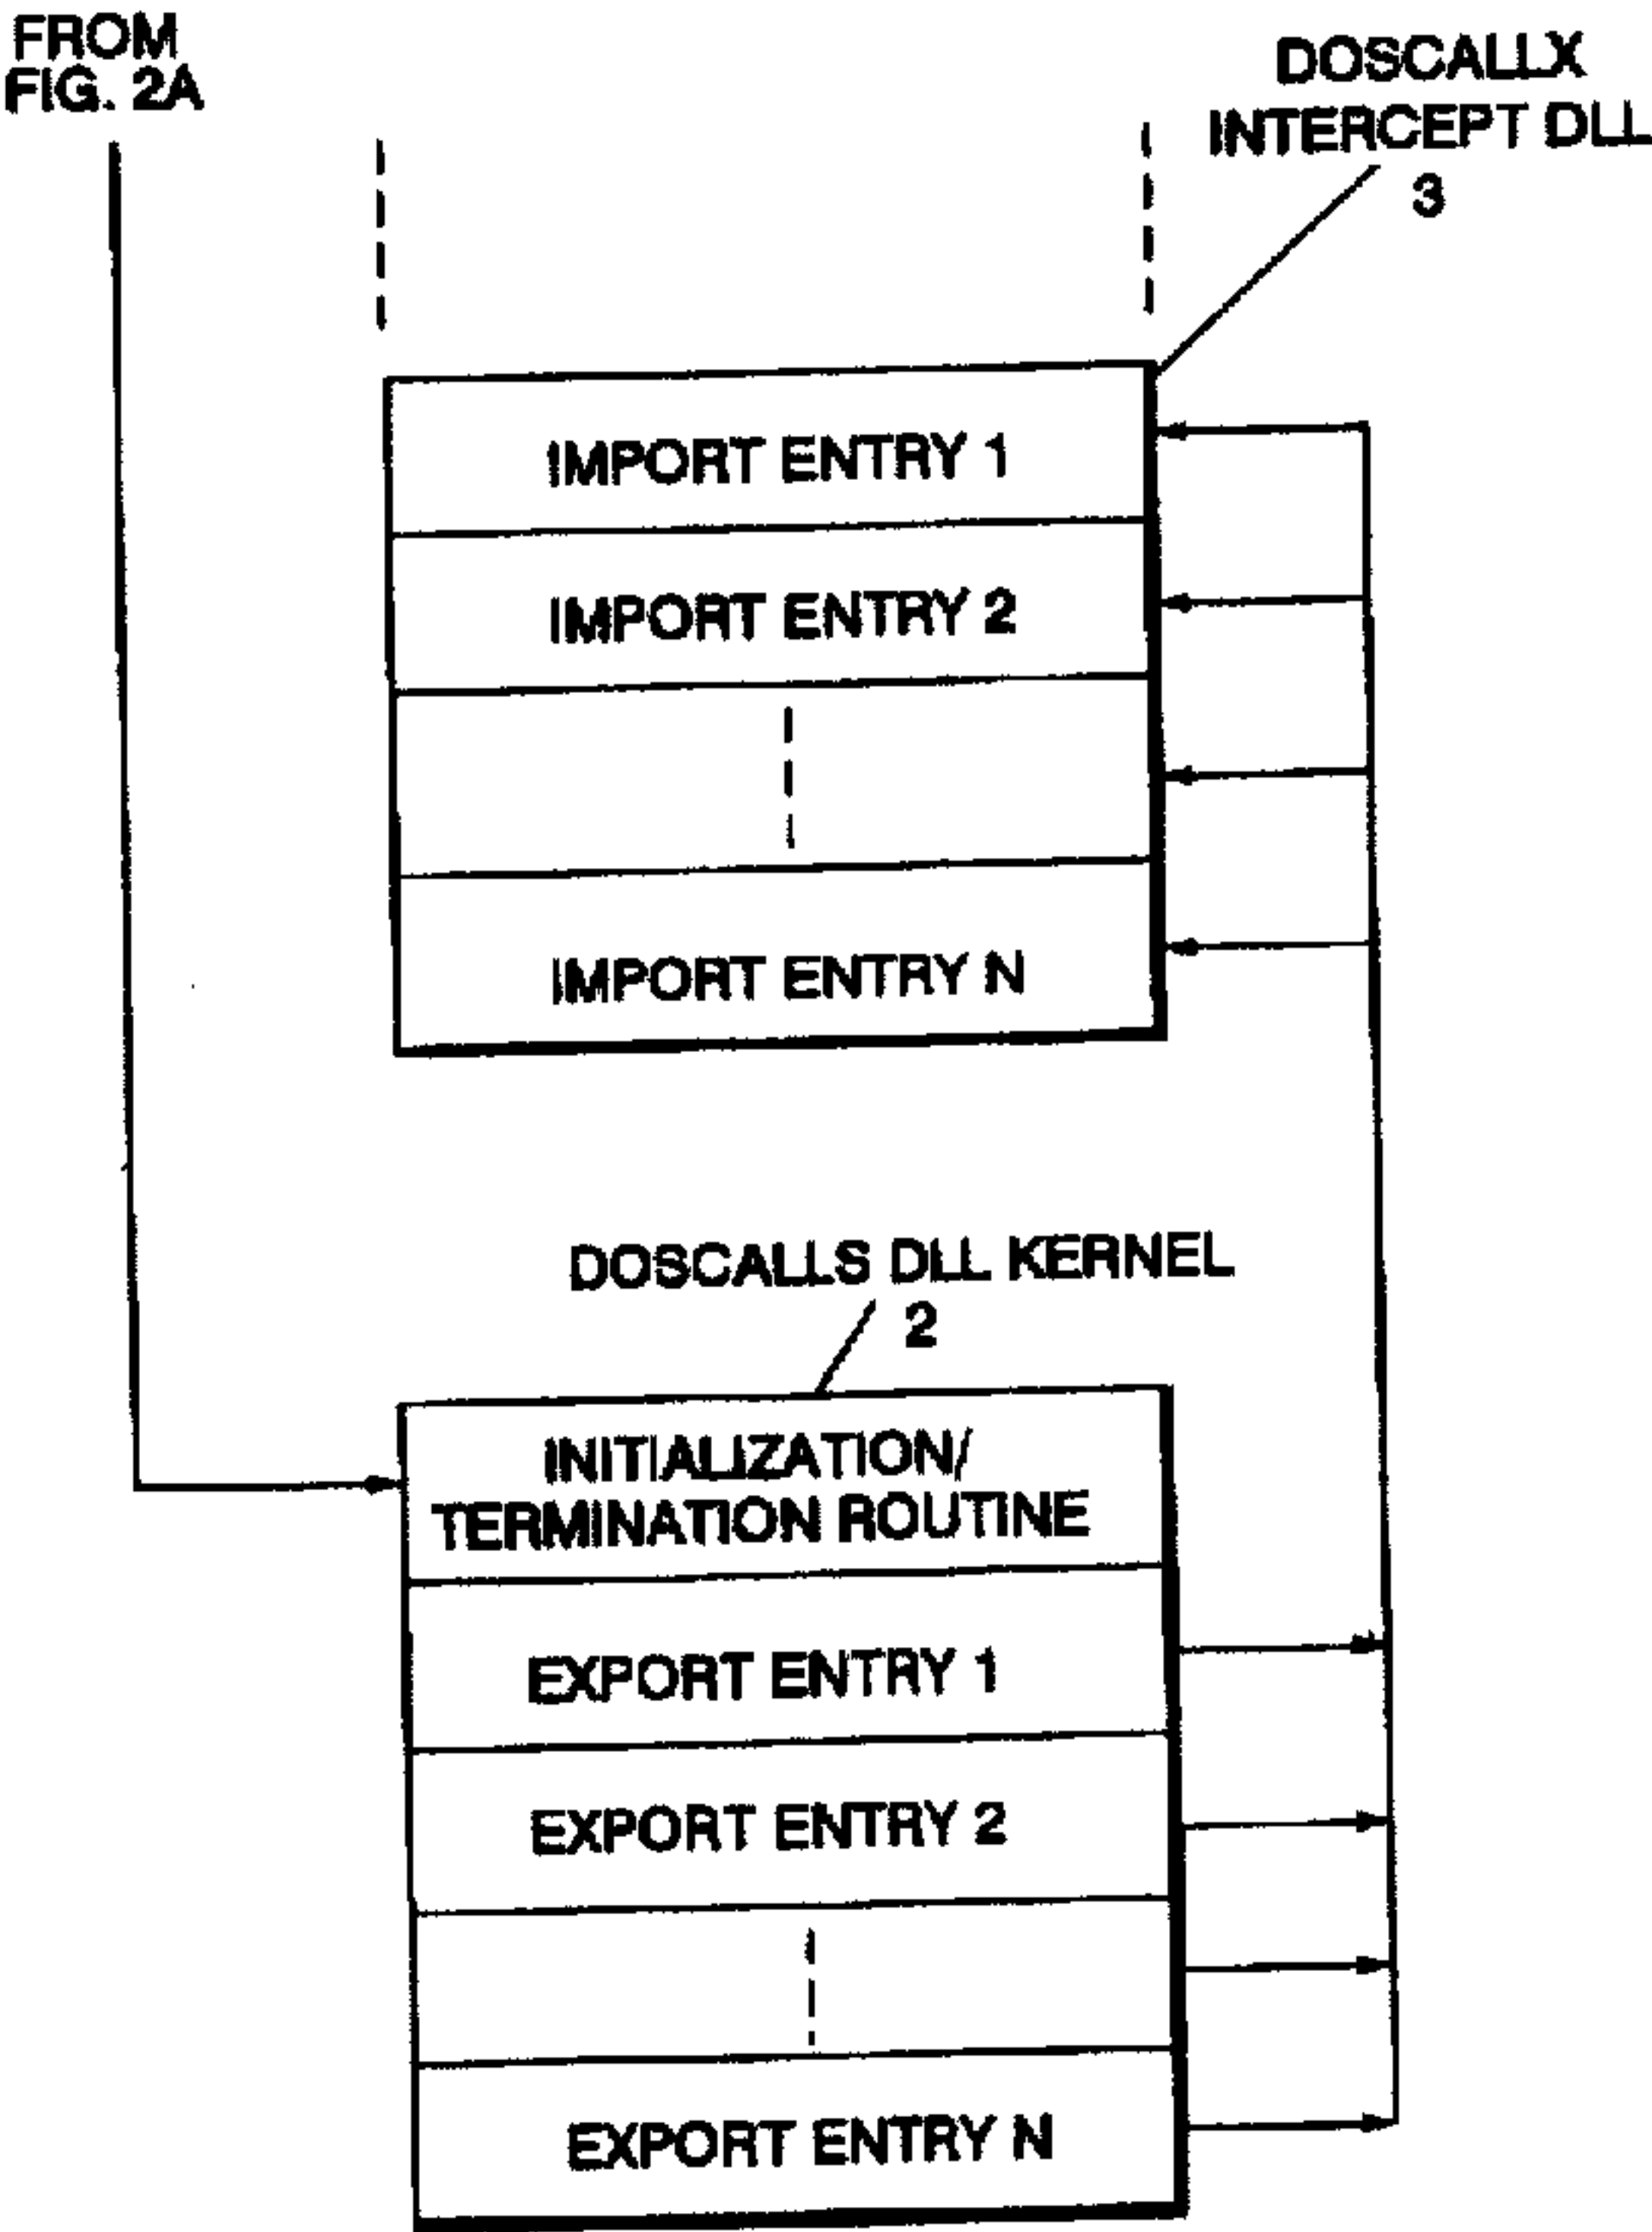 FROM
FIG. 2A
DOSCALLX
INTERCEPT DLL
3
IMPORT ENTRY 1
IMPORT ENTRY 2
IMPORT ENTRY N
DOSCALLS DLL KERNEL
2
INITIALIZATION/
TERMINATION ROUTINE
EXPORT ENTRY 1
EXPORT ENTRY 2
EXPORT ENTRY N